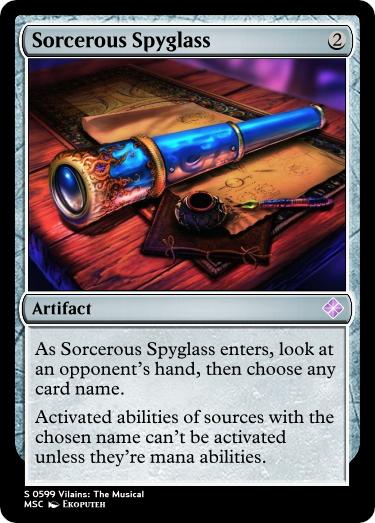 Sorcerous Spyglass 2
Artifact
As Sorcerous Spyglass enters, look at
an opponent's hand, then choose any
card name.
Activated abilities of sources with the
chosen name can't be activated
unless they're mana abilities.
S 0599 Vilains: The Musical
MSC Ekoputeh